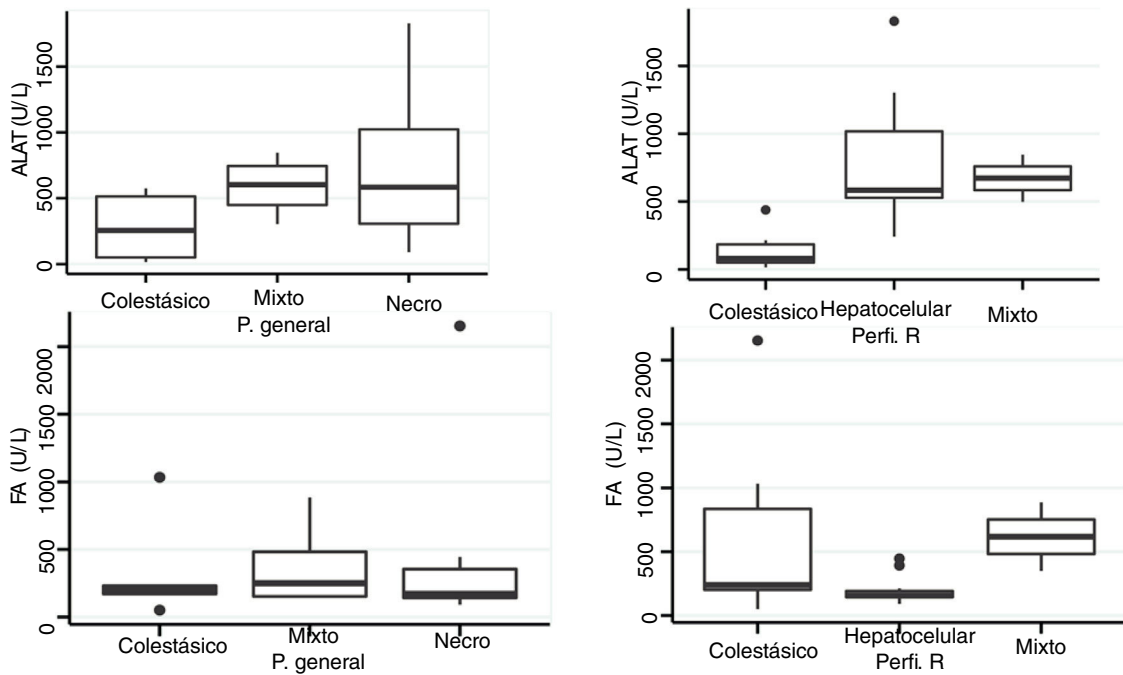 ALAT (U/L)
1500
1000
500
0
Colestásico
Mixto
Necro
P. general
ALAT (U/L)
1500
1000
500
0
Colestásico
Hepatocelular
Mixto
Perfi. R
FA (U/L)
2000
1500
1000
500
0
Colestásico
Mixto
Necro
P. general
FA (U/L)
2000
1500
1000
500
0
Colestásico
Hepatocelular
Mixto
Perfi. R